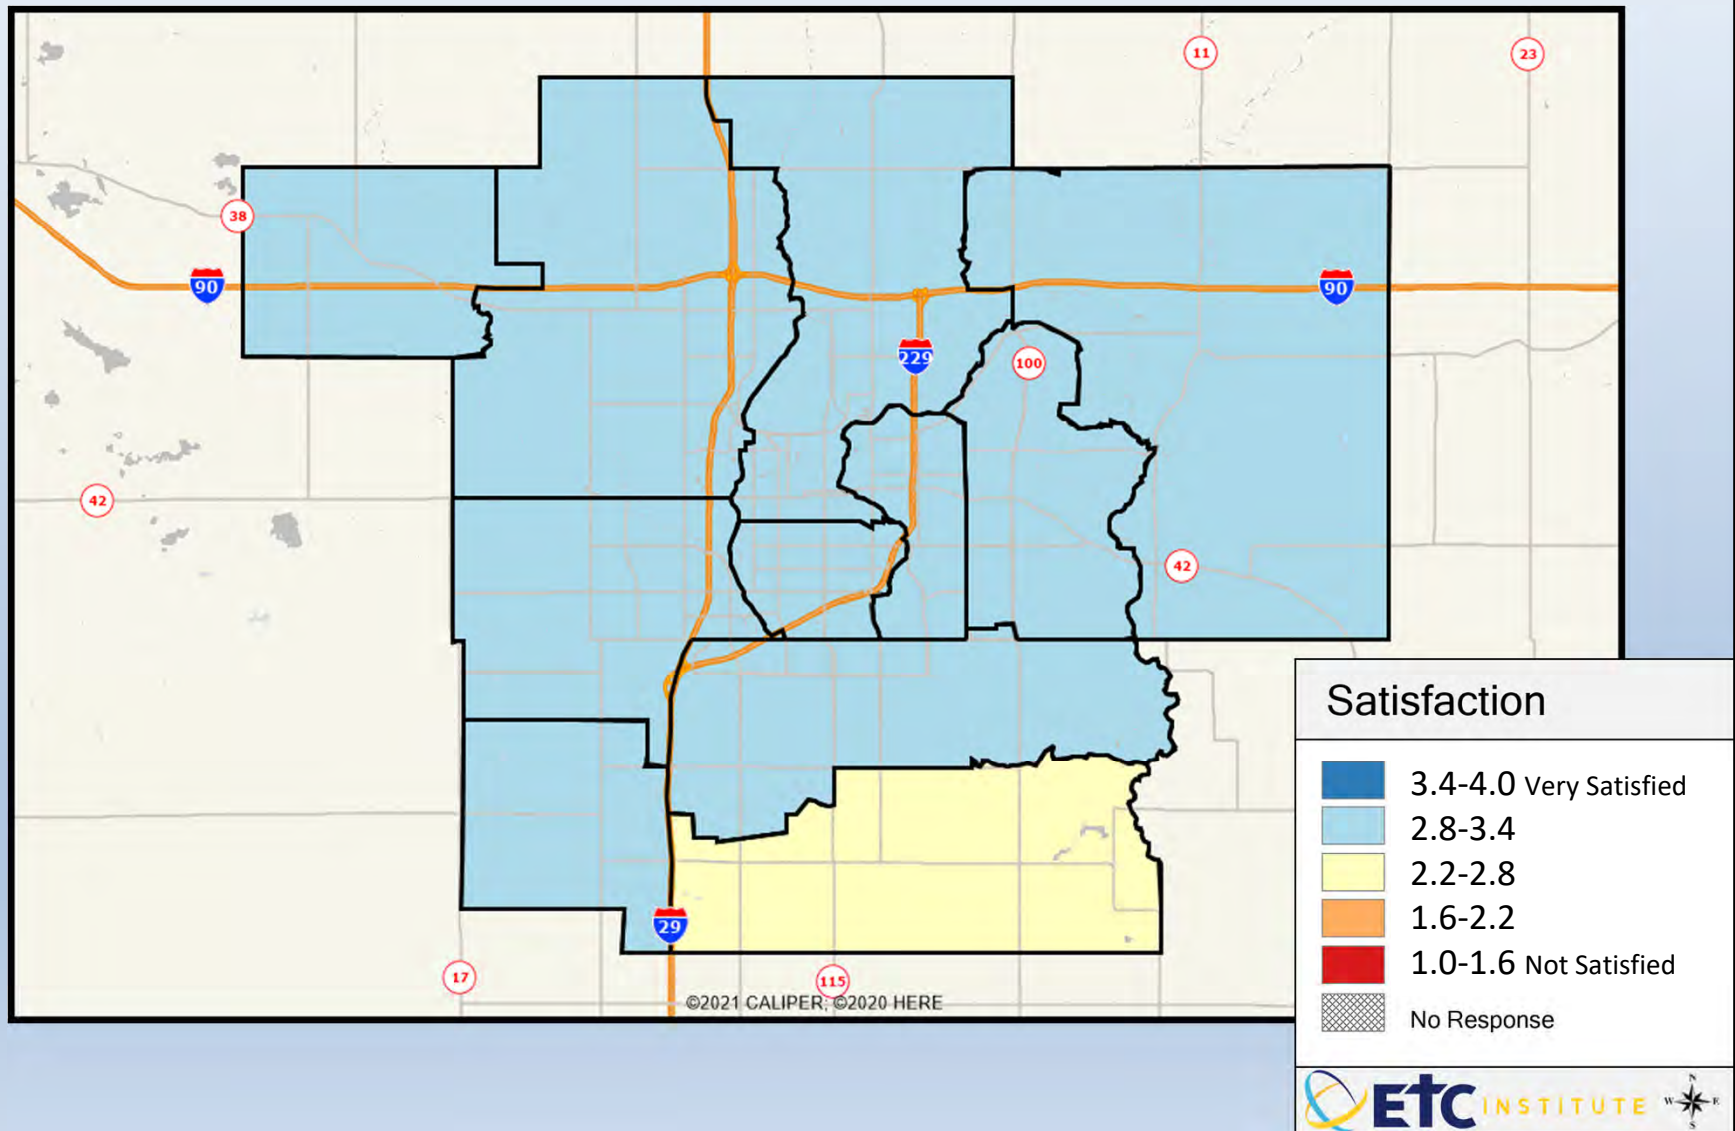 11
23
38
90
90
229
100
42
42
29
17
115
©2021 CALIPER; ©2020 HERE
Satisfaction
3.4-4.0 Very Satisfied
2.8-3.4
2.2-2.8
1.6-2.2
1.0-1.6 Not Satisfied
No Response
ETC INSTITUTE
N
W E
S